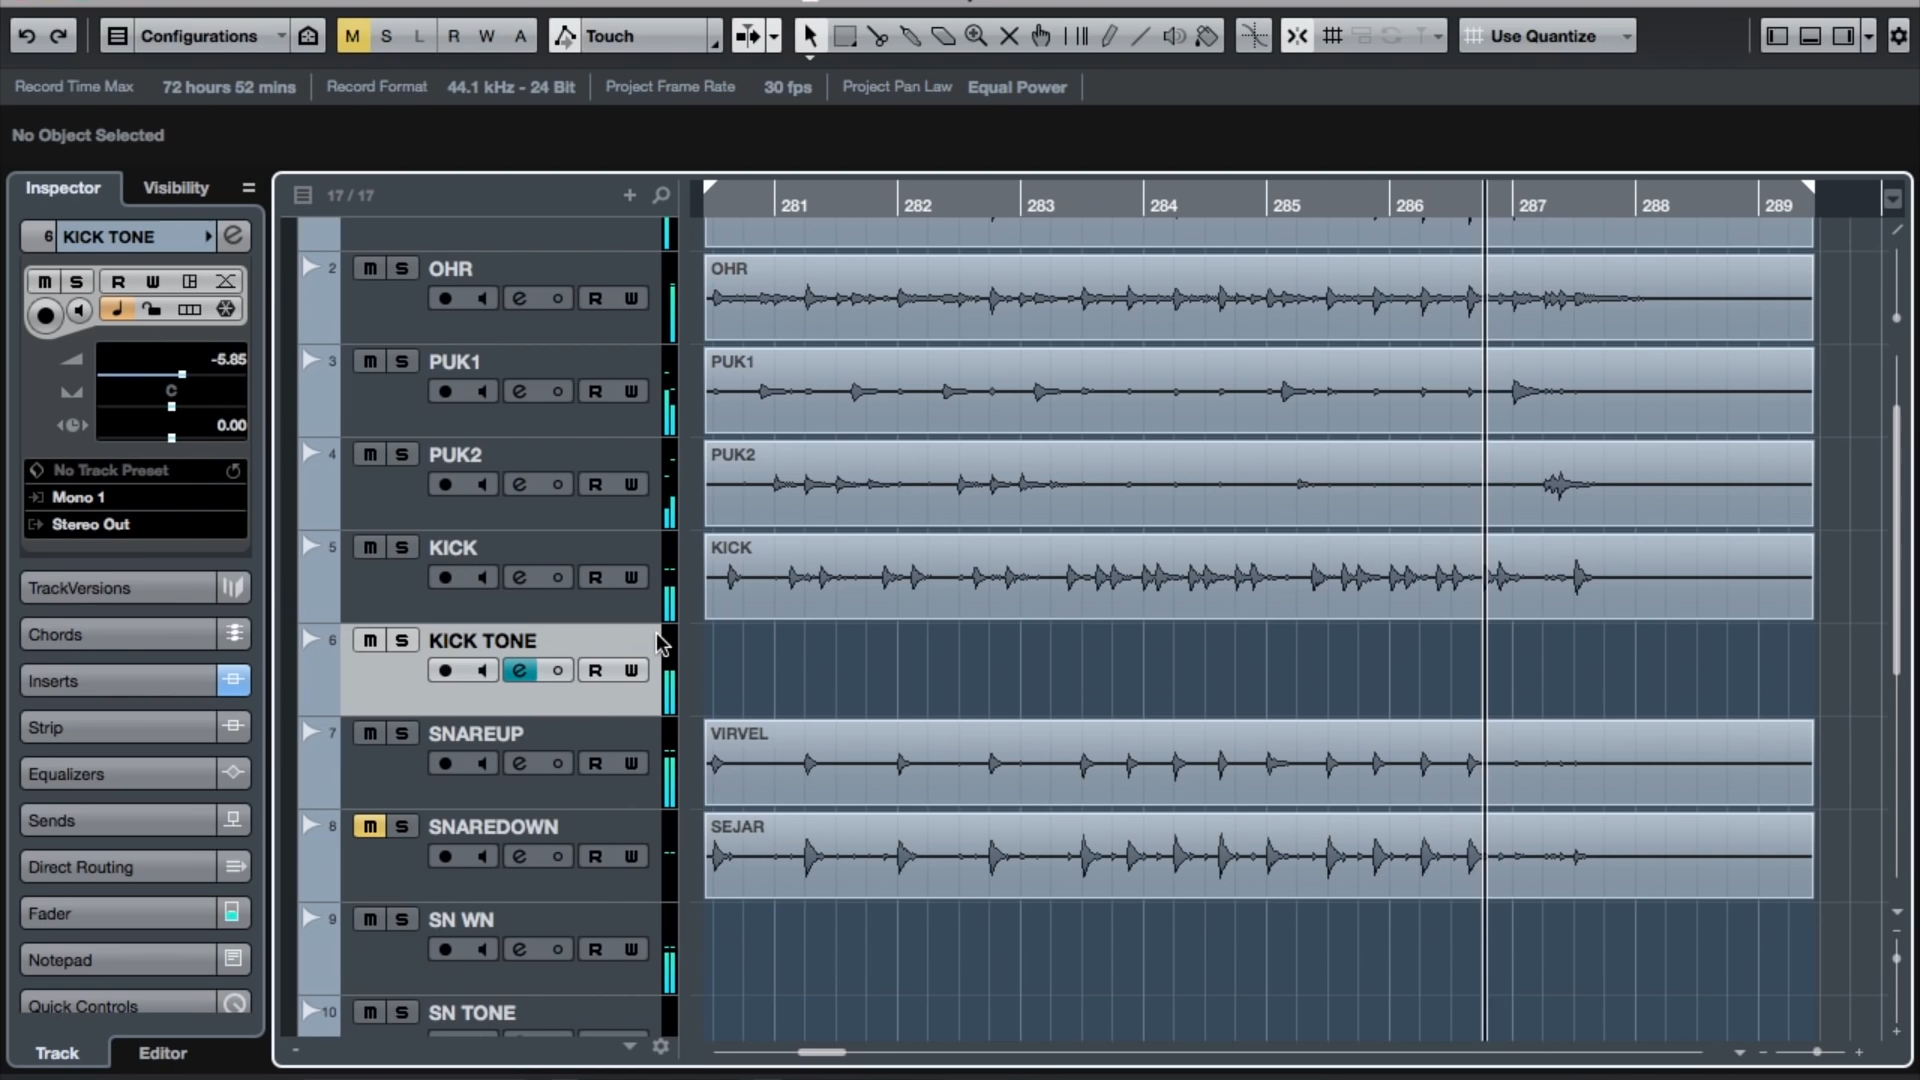 Configurations M S L R W A Touch Use Quantize
Record Time Max 72 hours 52 mins Record Format 44.1 kHz - 24 Bit Project Frame Rate 30 fps Project Pan Law Equal Power
No Object Selected
Inspector Visibility
17 / 17
281 282 283 284 285 286 287 288 289
6 KICK TONE
m S R W
-5.85
C
0.00
No Track Preset
Mono 1
Stereo Out
TrackVersions
Chords
Inserts
Strip
Equalizers
Sends
Direct Routing
Fader
Notepad
Quick Controls
Track Editor
2 m S OHR
e R W
3 m S PUK1
e R W
4 m S PUK2
e R W
5 m S KICK
e R W
6 m S KICK TONE
e R W
7 m S SNAREUP
e R W
8 m S SNAREDOWN
e R W
9 m S SN WN
e R W
10 m S SN TONE
OHR
PUK1
PUK2
KICK
VIRVEL
SEJAR